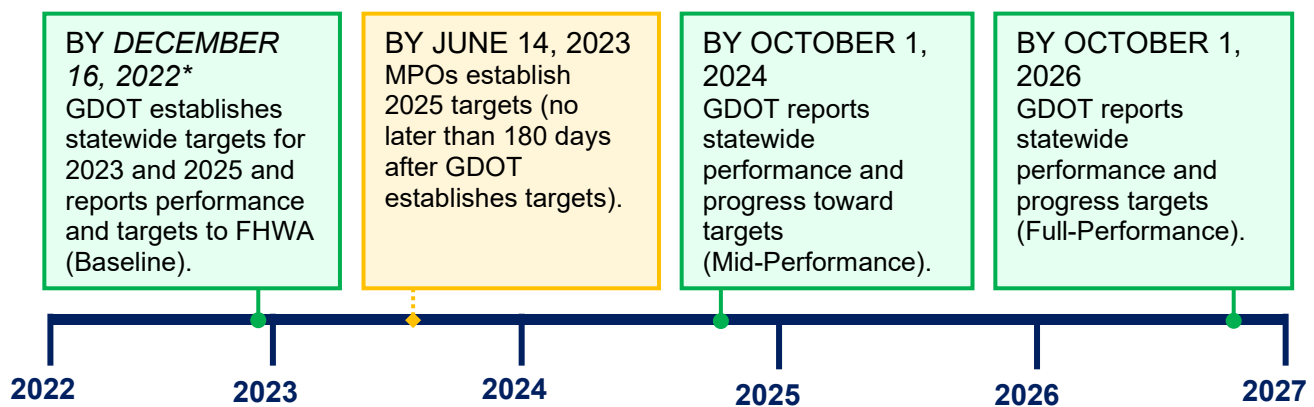 BY DECEMBER
16, 2022*
GDOT establishes
statewide targets for
2023 and 2025 and
reports performance
and targets to FHWA
(Baseline).
BY JUNE 14, 2023
MPOs establish
2025 targets (no
later than 180 days
after GDOT
establishes targets).
BY OCTOBER 1,
2024
GDOT reports
statewide
performance and
progress toward
targets
(Mid-Performance).
BY OCTOBER 1,
2026
GDOT reports
statewide
performance and
progress targets
(Full-Performance).
2022
2023
2024
2025
2026
2027